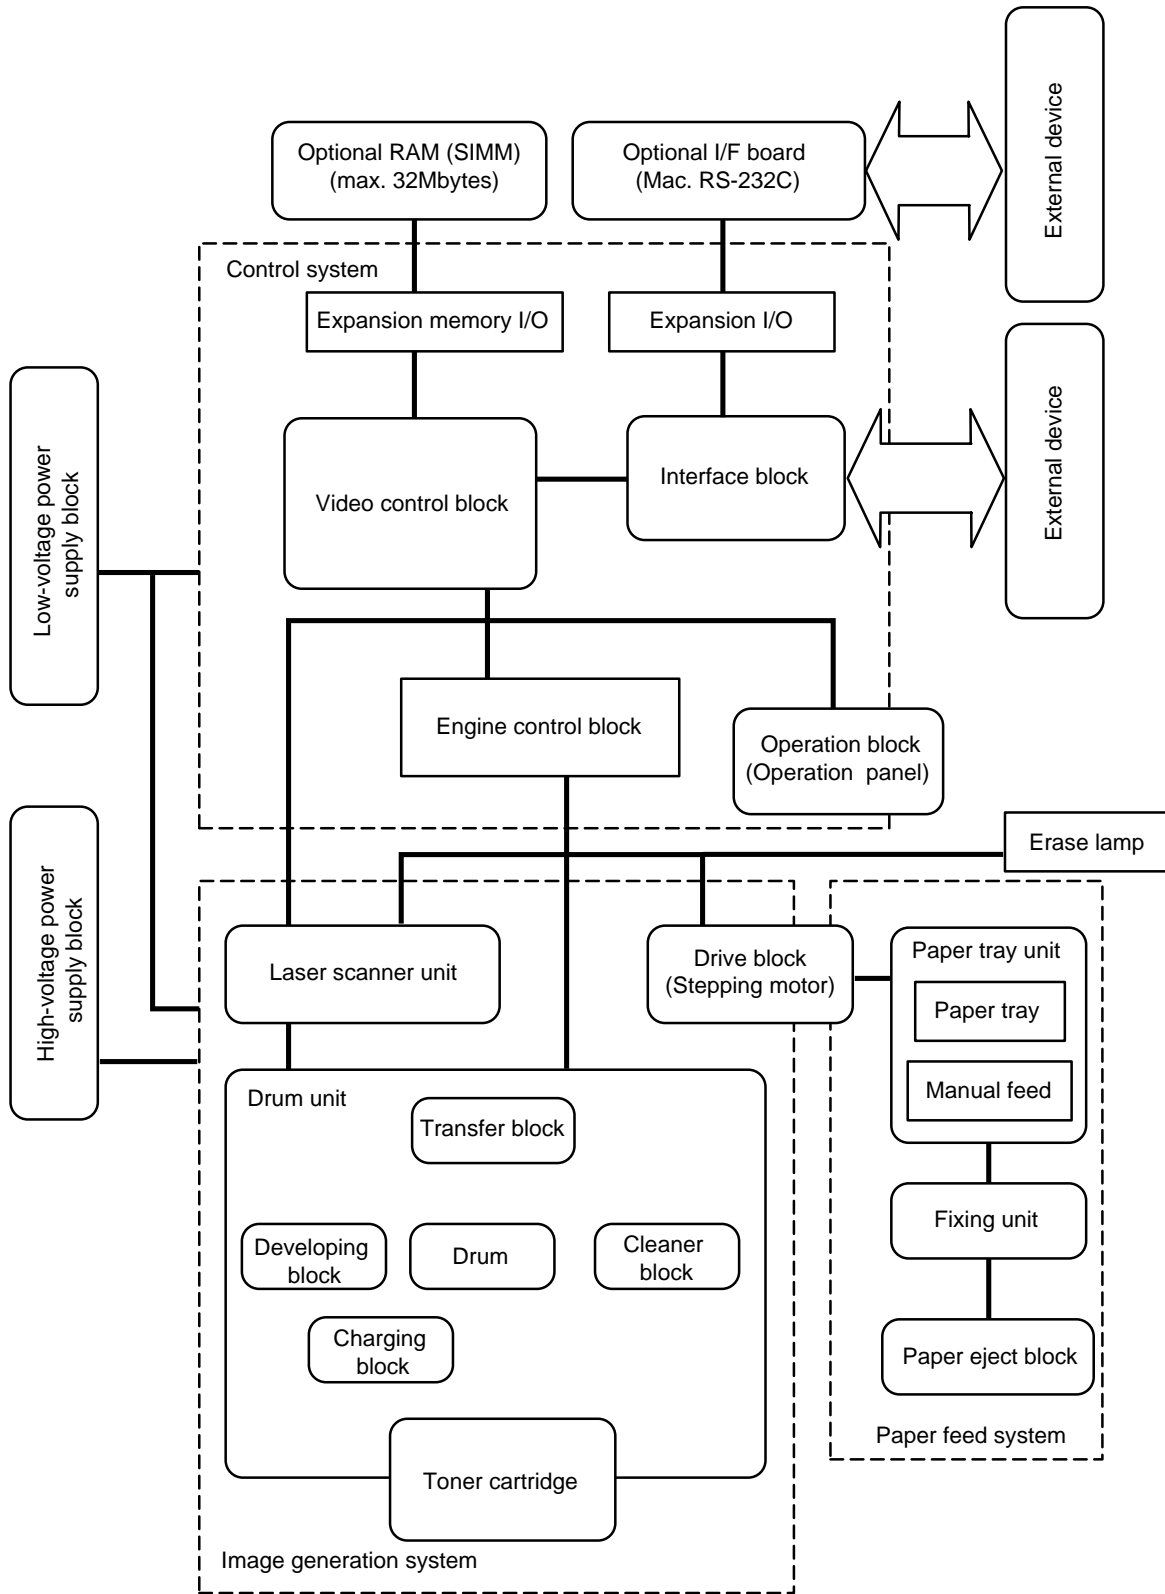 Optional RAM (SIMM)
(max. 32Mbytes)
Optional I/F board
(Mac. RS-232C)
External device
Control system
Expansion memory I/O
Expansion I/O
Low-voltage power
supply block
Video control block
Interface block
External device
Engine control block
Operation block
(Operation panel)
High-voltage power
supply block
Erase lamp
Laser scanner unit
Drive block
(Stepping motor)
Paper tray unit
Paper tray
Manual feed
Drum unit
Transfer block
Developing
block
Drum
Cleaner
block
Fixing unit
Charging
block
Paper eject block
Paper feed system
Toner cartridge
Image generation system